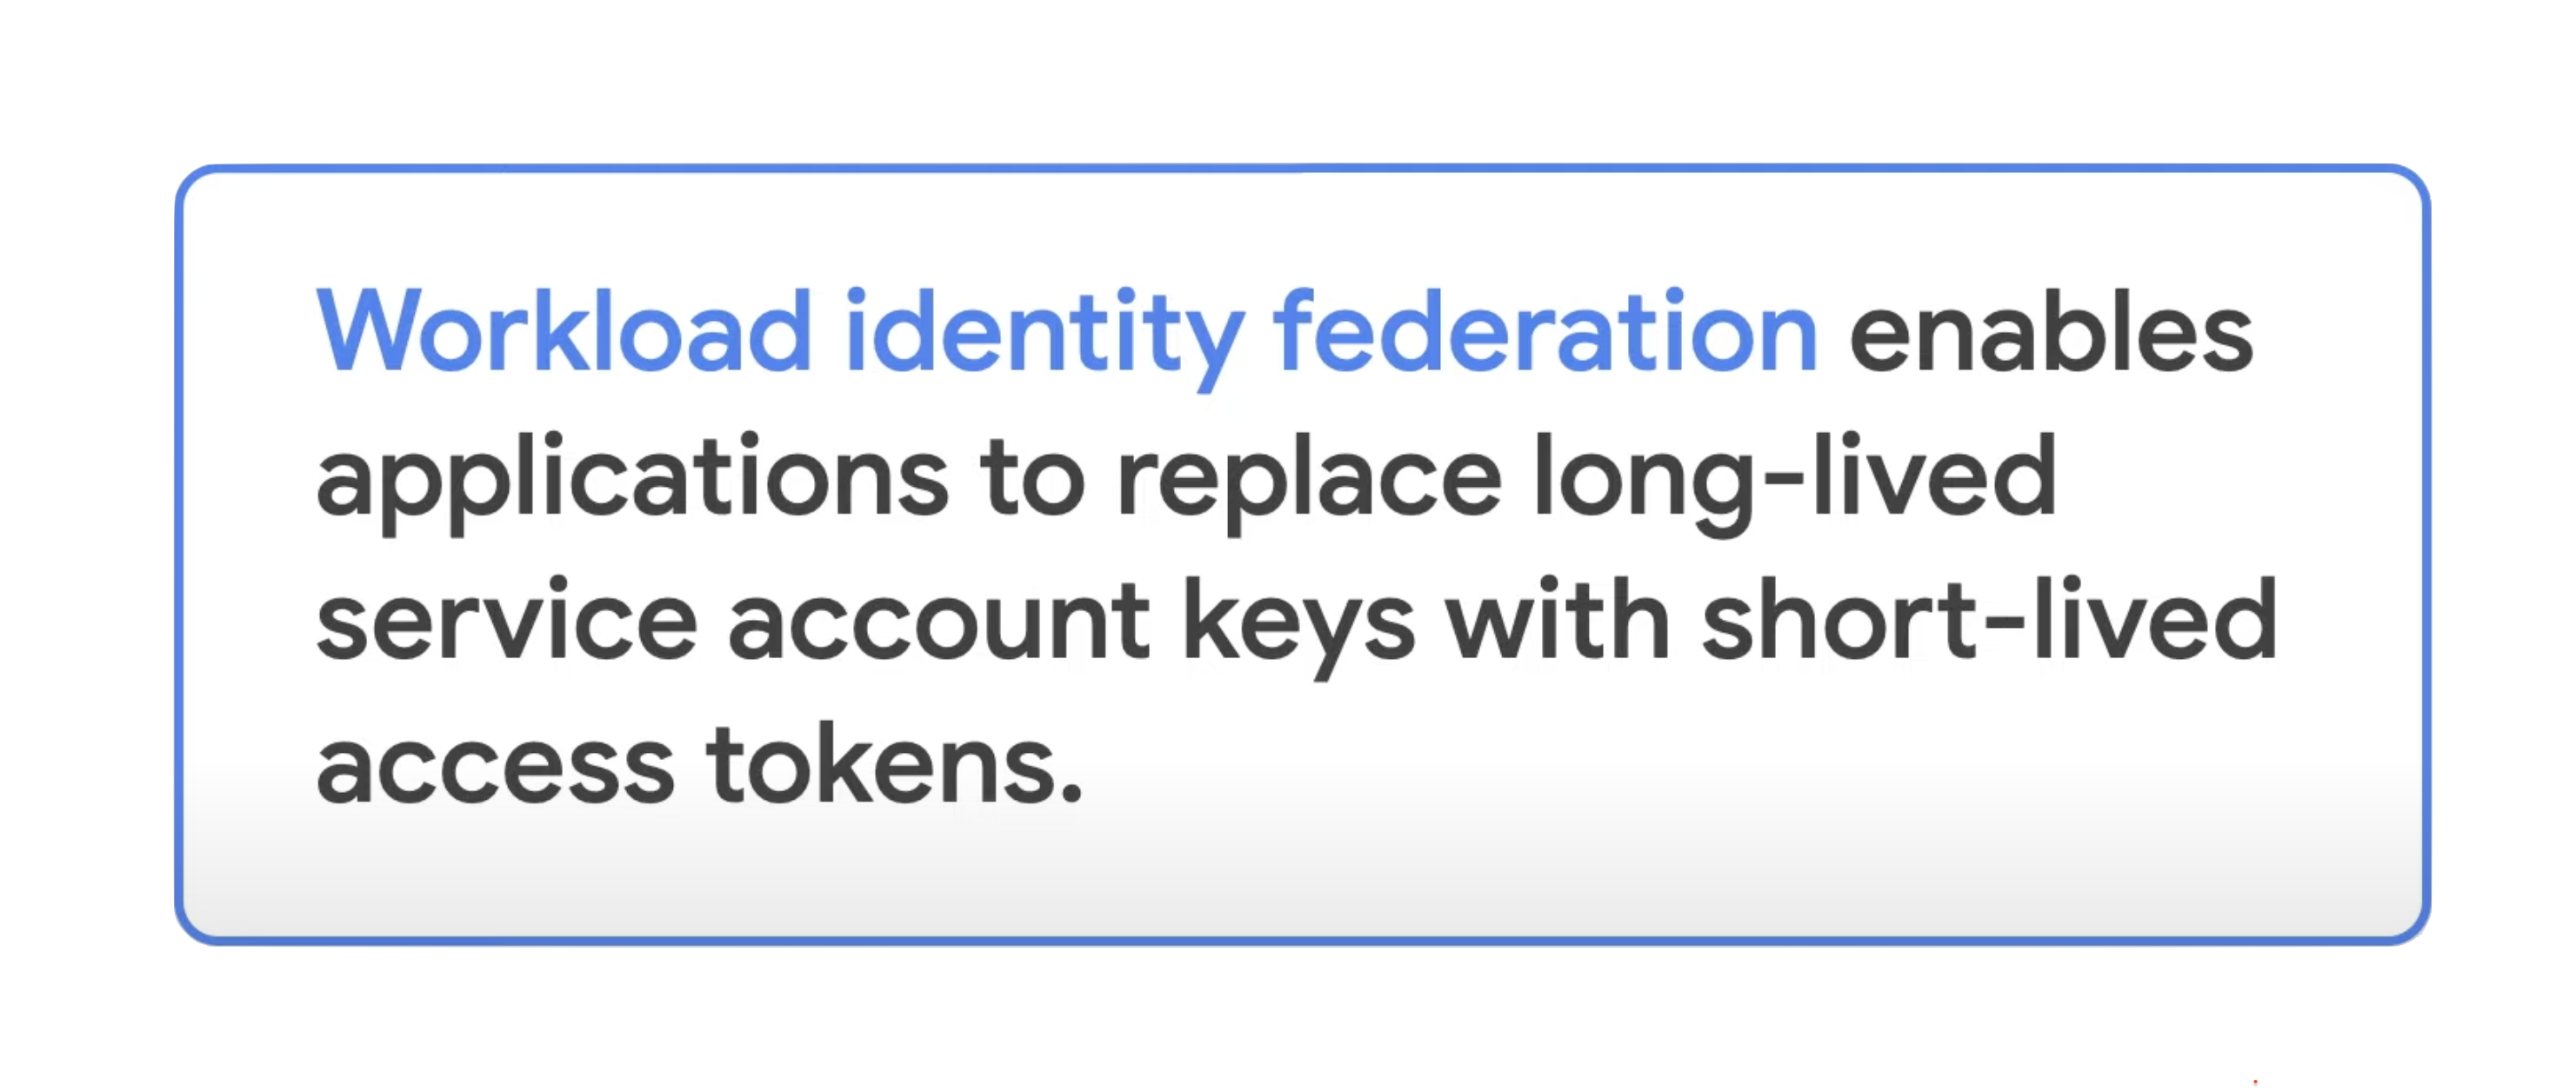 Workload identity federation enables
applications to replace long-lived
service account keys with short-lived
access tokens.